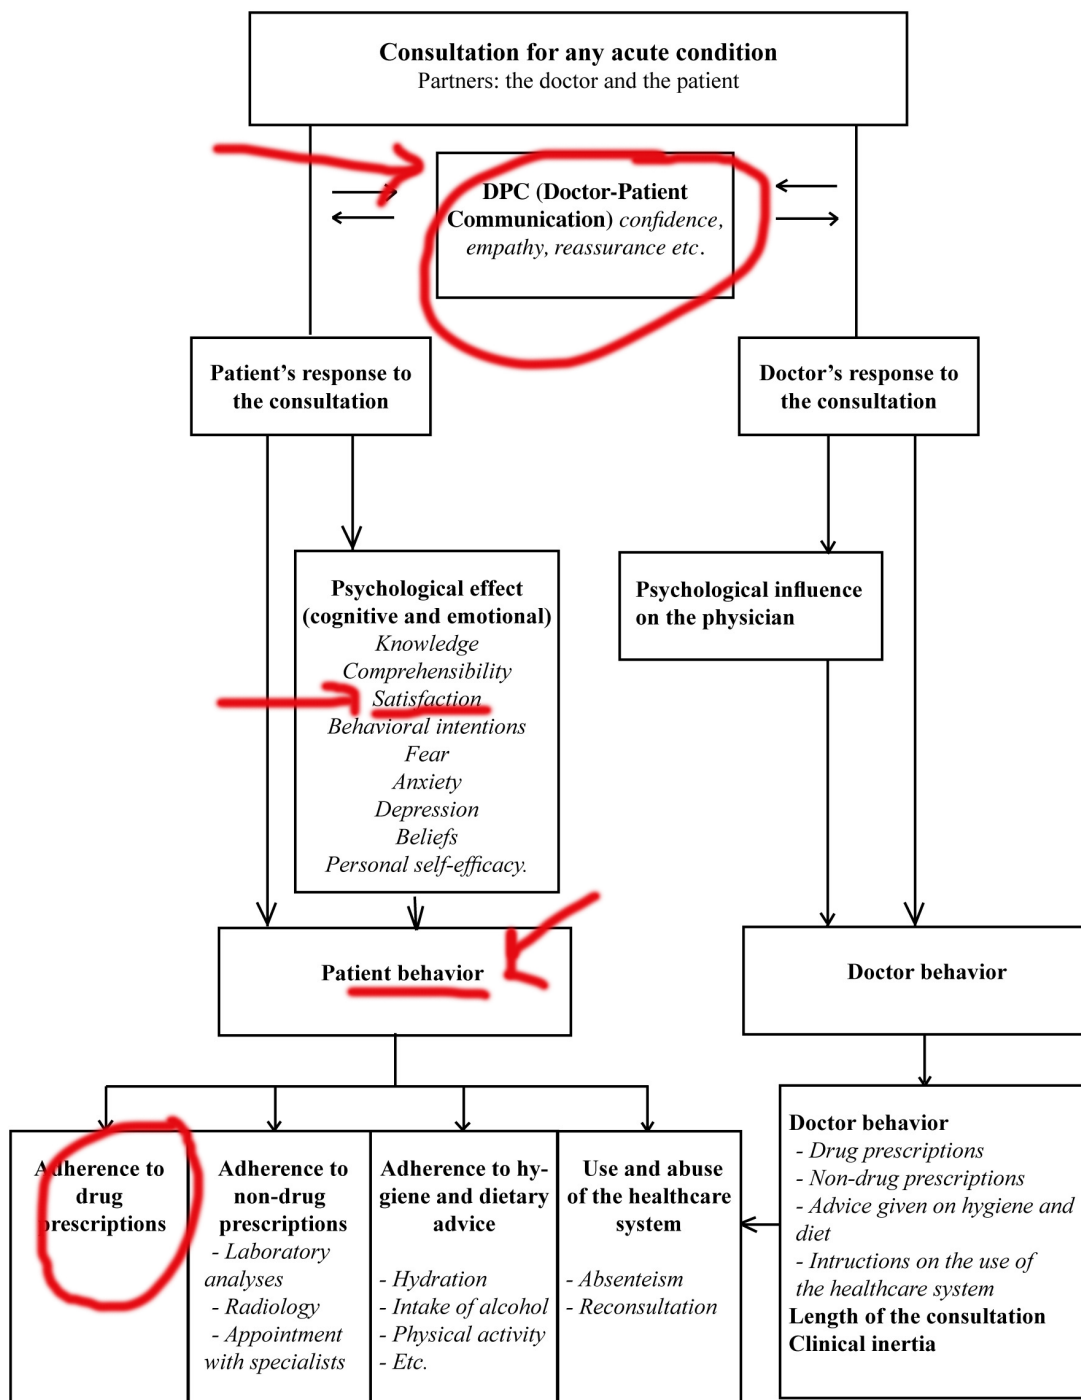 Consultation for any acute condition
Partners: the doctor and the patient
DPC (Doctor-Patient
Communication) confidence,
empathy, reassurance etc.
Patient’s response to
the consultation
Doctor’s response to
the consultation
Psychological effect
(cognitive and emotional)
Knowledge
Comprehensibility
Satisfaction
Behavioral intentions
Fear
Anxiety
Depression
Beliefs
Personal self-efficacy.
Psychological influence
on the physician
Patient behavior
Doctor behavior
Adherence to
drug
prescriptions
Adherence to
non-drug
prescriptions
- Laboratory
analyses
- Radiology
- Appointment
with specialists
Adherence to hy-
giene and dietary
advice
- Hydration
- Intake of alcohol
- Physical activity
- Etc.
Use and abuse
of the healthcare
system
- Absenteism
- Reconsultation
Doctor behavior
- Drug prescriptions
- Non-drug prescriptions
- Advice given on hygiene and
diet
- Intructions on the use of
the healthcare system
Length of the consultation
Clinical inertia